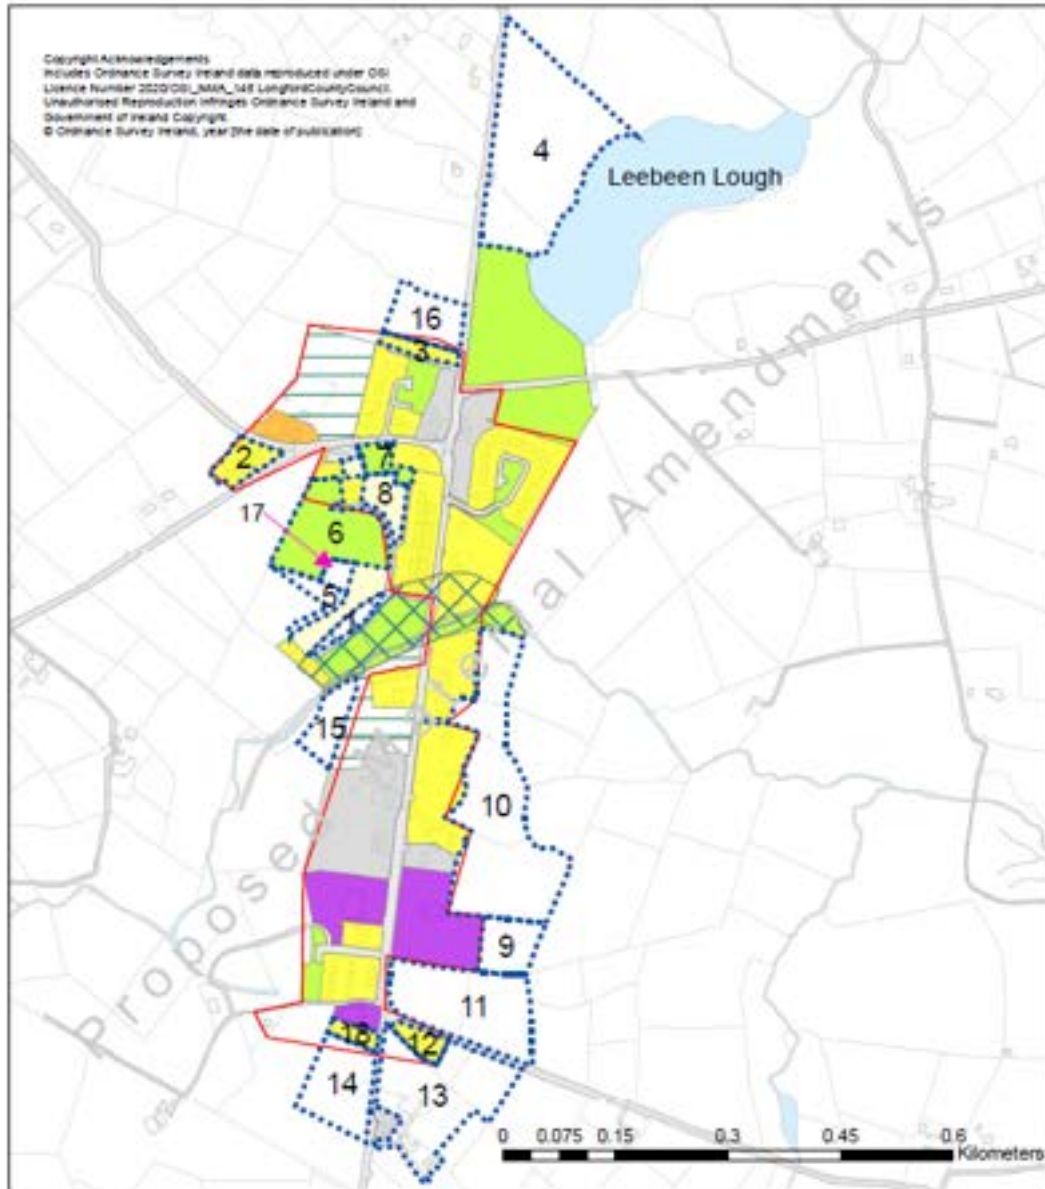 Copyright Acknowledgements
Includes Ordnance Survey Ireland data reproduced under OSi
Licence Number 2020/OSi_NMA_145 LongfordCountyCouncil.
Unauthorised Reproduction infringes Ordnance Survey Ireland and
Government of Ireland Copyright.
© Ordnance Survey Ireland, year [the date of publication]
4
Leebeen Lough
16
3
2
7
8
17
6
5
1
15
10
9
11
18
12
14
13
Proposed Material Amendments
0 0.075 0.15 0.3 0.45 0.6
Kilometers